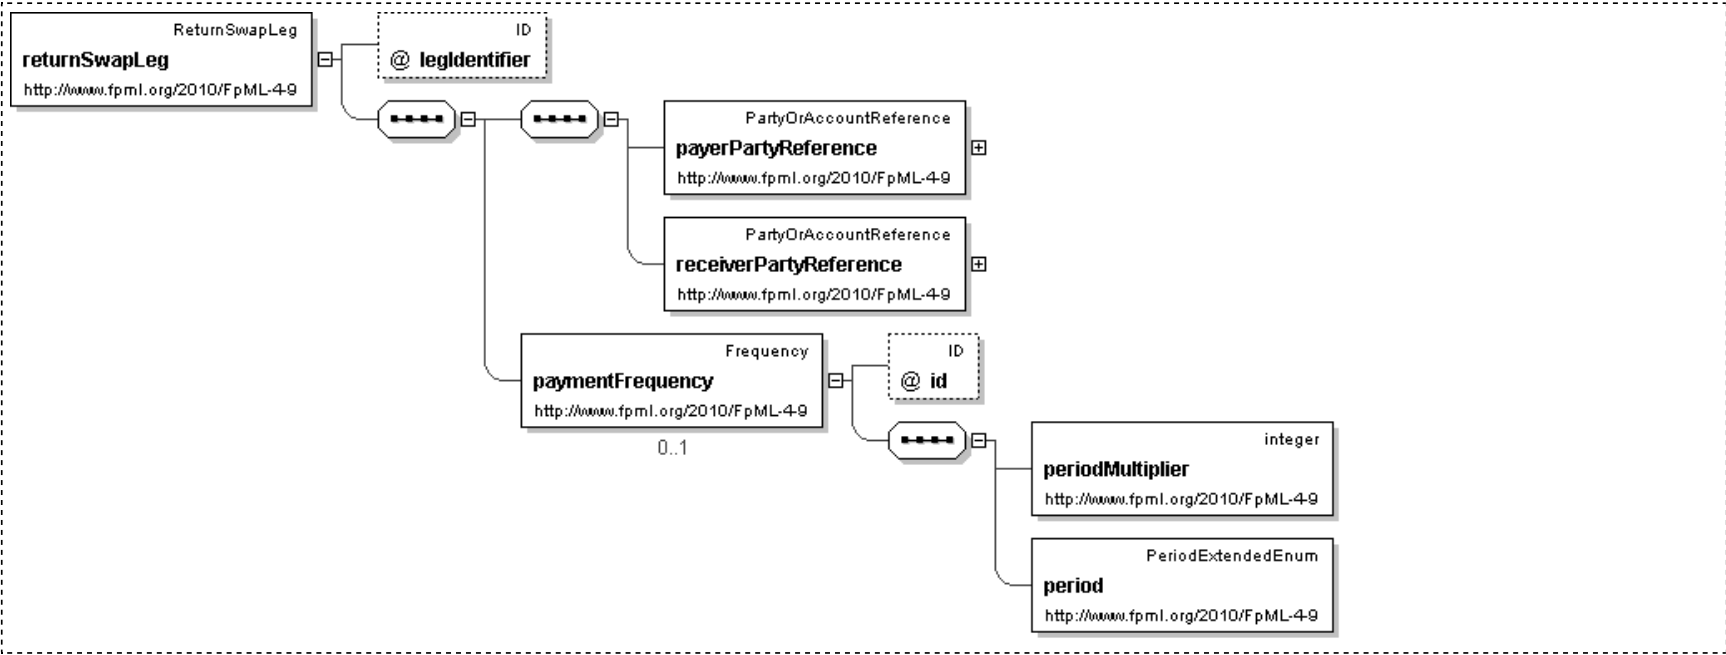 ReturnSwapLeg
returnSwapLeg
http://www.fpml.org/2010/FpML-4-9
ID
@ legIdentifier
PartyOrAccountReference
payerPartyReference
http://www.fpml.org/2010/FpML-4-9
PartyOrAccountReference
receiverPartyReference
http://www.fpml.org/2010/FpML-4-9
Frequency
paymentFrequency
http://www.fpml.org/2010/FpML-4-9
0..1
ID
@ id
integer
periodMultiplier
http://www.fpml.org/2010/FpML-4-9
PeriodExtendedEnum
period
http://www.fpml.org/2010/FpML-4-9